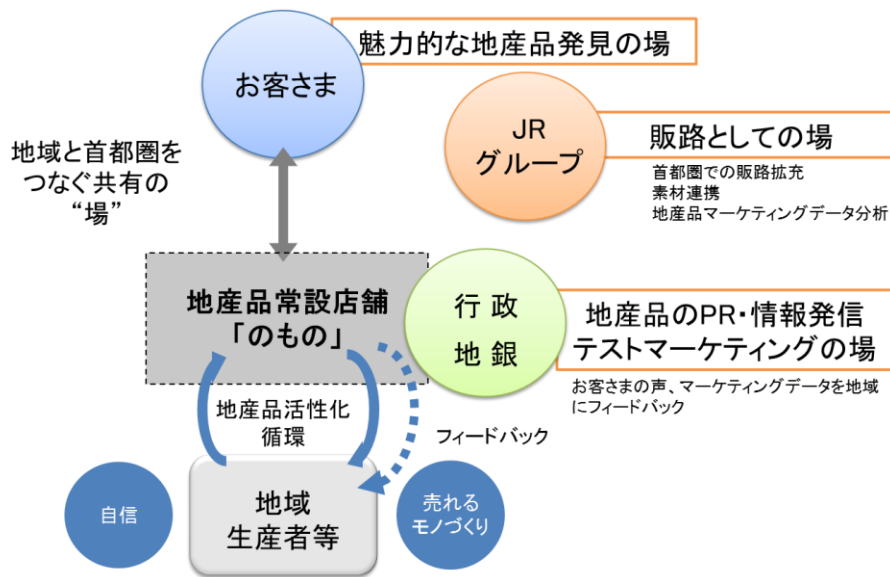 魅力的な地産品発見の場
お客さま
JR
グループ
販路としての場
首都圏での販路拡充
素材連携
地産品マーケティングデータ分析
地域と首都圏を
つなぐ共有の
“場”
地産品常設店舗
「のもの」
行 政
地 銀
地産品のPR・情報発信
テストマーケティングの場
お客さまの声、マーケティングデータを地域
にフィードバック
地産品活性化
循環
フィードバック
自信
地域
生産者等
売れる
モノづくり